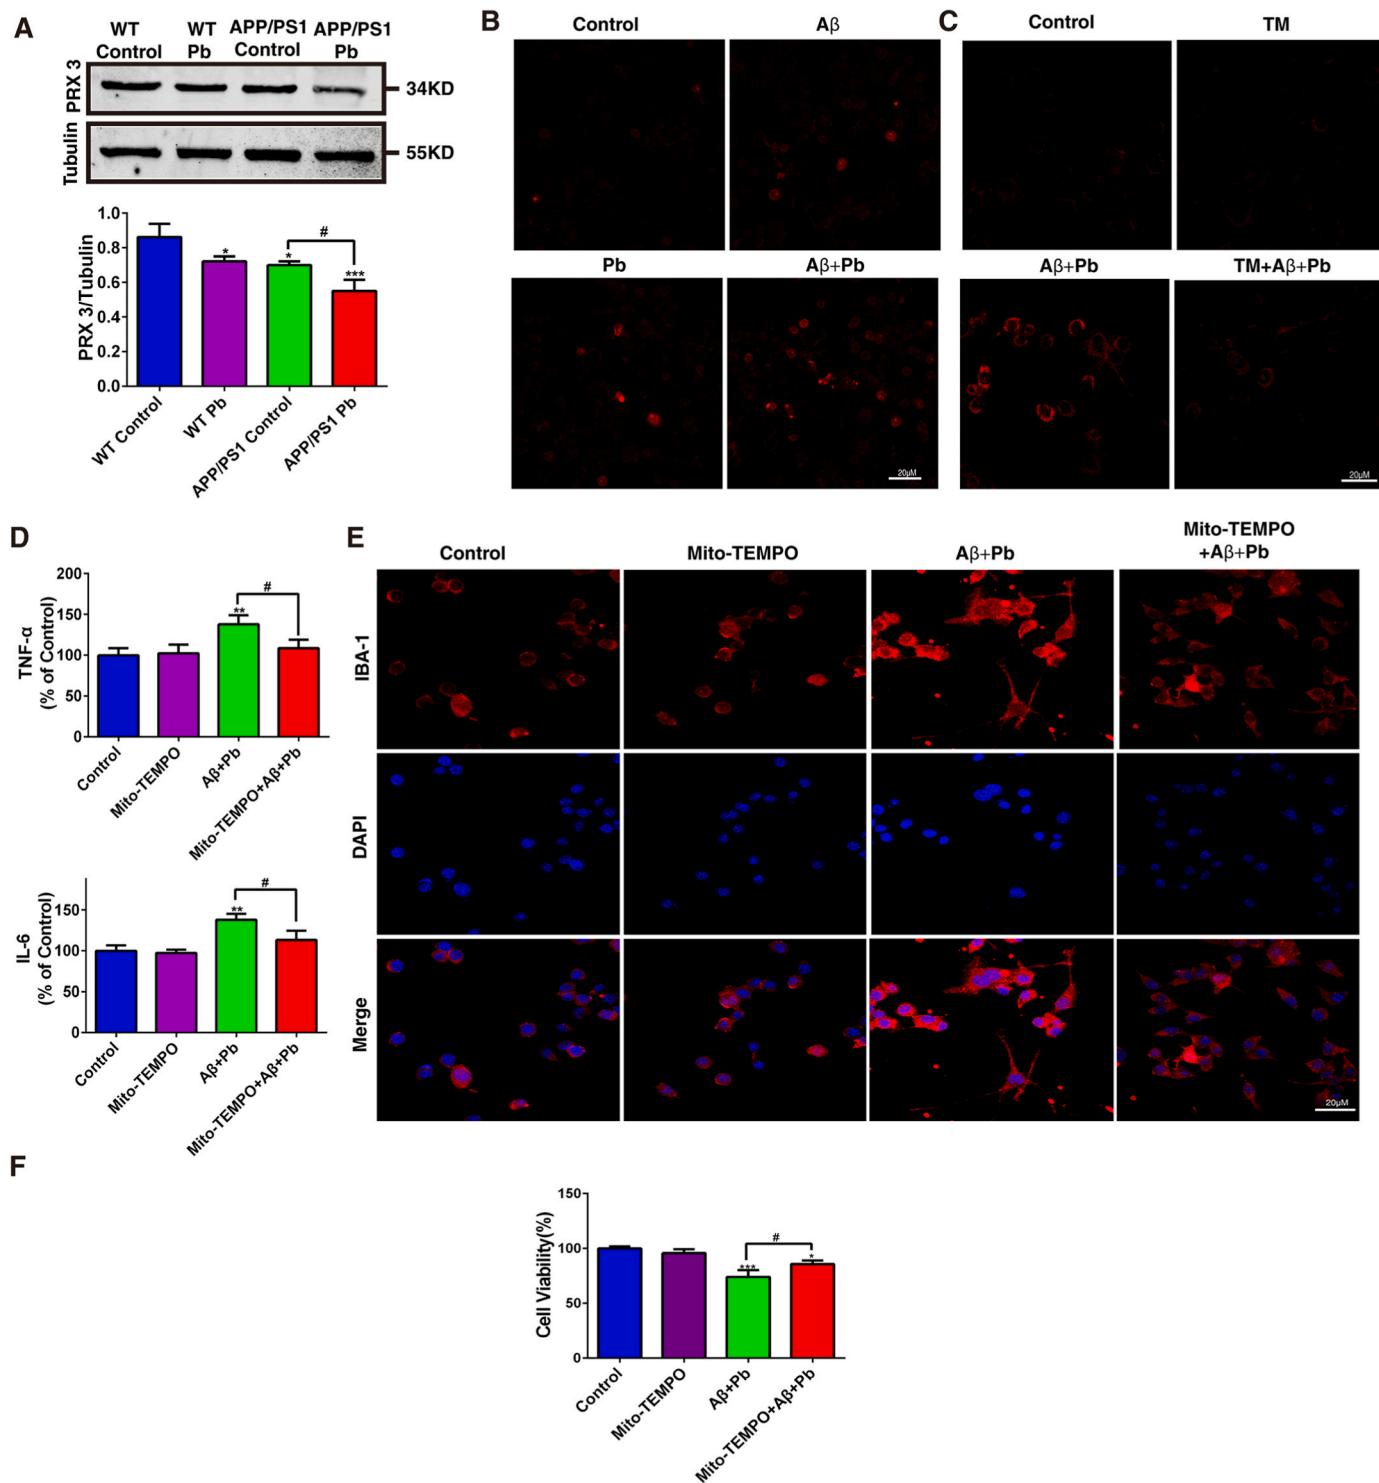 A
WT
Control
WT
Pb
APP/PS1
Control
APP/PS1
Pb
PRX 3
34KD
Tubulin
55KD
PRX 3/Tubulin
1.0
0.8
0.6
0.4
0.2
0.0
*
*
#
***
WT Control
WT Pb
APP/PS1 Control
APP/PS1 Pb
B
Control
Aβ
Pb
Aβ+Pb
20μM
C
Control
TM
Aβ+Pb
TM+Aβ+Pb
20μM
D
TNF-α
(% of Control)
200
150
100
50
0
**
#
Control
Mito-TEMPO
Aβ+Pb
Mito-TEMPO+Aβ+Pb
IL-6
(% of Control)
150
100
50
0
**
#
Control
Mito-TEMPO
Aβ+Pb
Mito-TEMPO+Aβ+Pb
E
Control
Mito-TEMPO
Aβ+Pb
Mito-TEMPO
+Aβ+Pb
IBA-1
DAPI
Merge
20μM
F
Cell Viability(%)
150
100
50
0
***
#
*
Control
Mito-TEMPO
Aβ+Pb
Mito-TEMPO+Aβ+Pb